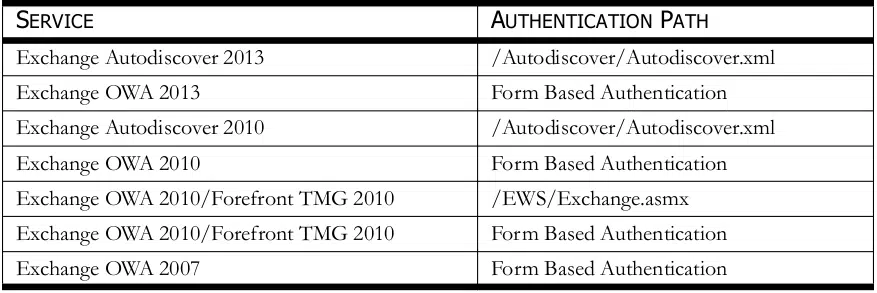 SERVICE AUTHENTICATION PATH
Exchange Autodiscover 2013 /Autodiscover/Autodiscover.xml
Exchange OWA 2013 Form Based Authentication
Exchange Autodiscover 2010 /Autodiscover/Autodiscover.xml
Exchange OWA 2010 Form Based Authentication
Exchange OWA 2010/Forefront TMG 2010 /EWS/Exchange.asmx
Exchange OWA 2010/Forefront TMG 2010 Form Based Authentication
Exchange OWA 2007 Form Based Authentication